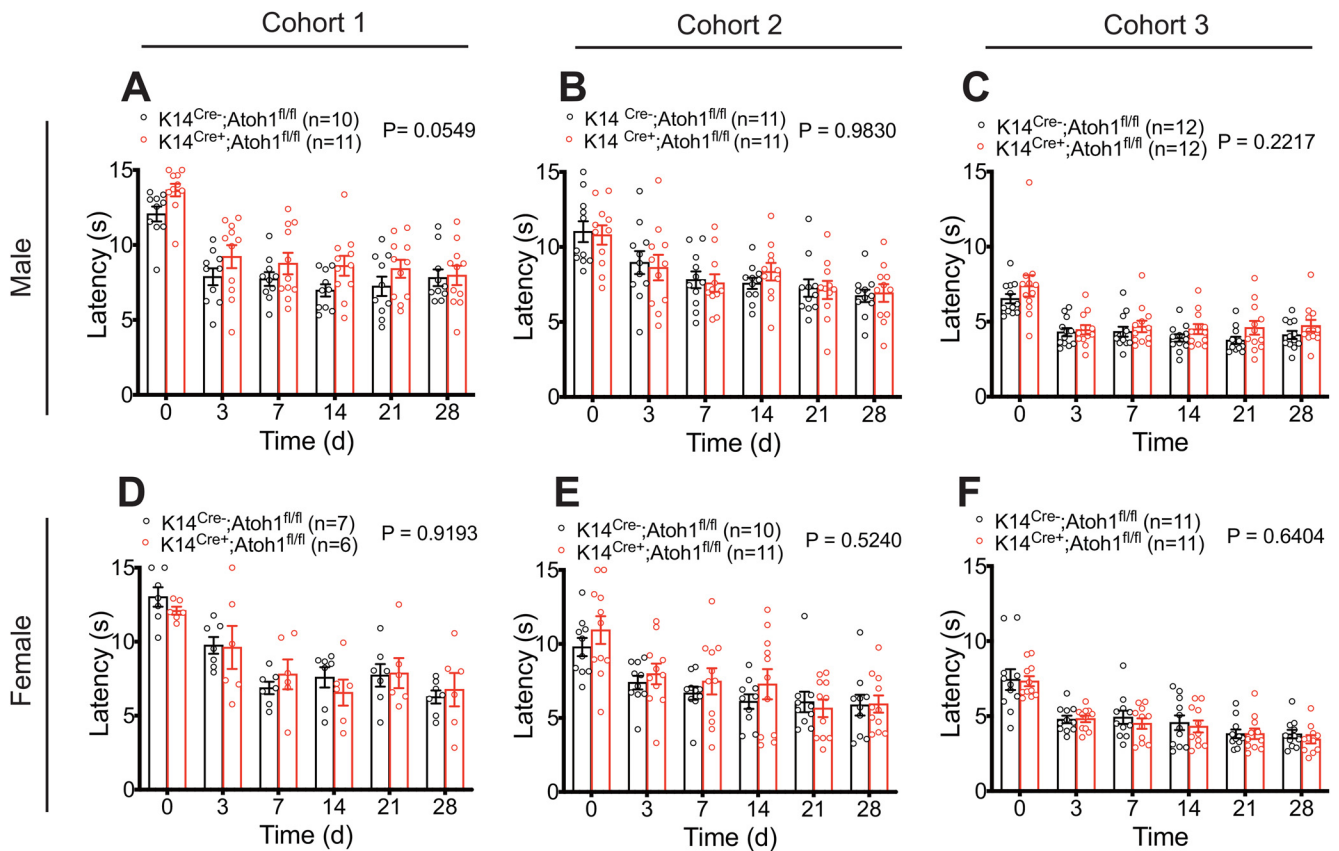 Cohort 1
Cohort 2
Cohort 3
Male
Female
A
K14Cre-;Atoh1fl/fl (n=10)
K14Cre+;Atoh1fl/fl (n=11)
P= 0.0549
Latency (s)
15
10
5
0
0 3 7 14 21 28
Time (d)
B
K14 Cre-;Atoh1fl/fl (n=11)
K14 Cre+;Atoh1fl/fl (n=11)
P = 0.9830
Latency (s)
15
10
5
0
0 3 7 14 21 28
Time (d)
C
K14Cre-;Atoh1fl/fl (n=12)
K14Cre+;Atoh1fl/fl (n=12)
P = 0.2217
Latency (s)
15
10
5
0
0 3 7 14 21 28
Time (d)
D
K14Cre-;Atoh1fl/fl (n=7)
K14Cre+;Atoh1fl/fl (n=6)
P = 0.9193
Latency (s)
15
10
5
0
0 3 7 14 21 28
Time (d)
E
K14Cre-;Atoh1fl/fl (n=10)
K14Cre+;Atoh1fl/fl (n=11)
P = 0.5240
Latency (s)
15
10
5
0
0 3 7 14 21 28
Time (d)
F
K14Cre-;Atoh1fl/fl (n=11)
K14Cre+;Atoh1fl/fl (n=11)
P = 0.6404
Latency (s)
15
10
5
0
0 3 7 14 21 28
Time